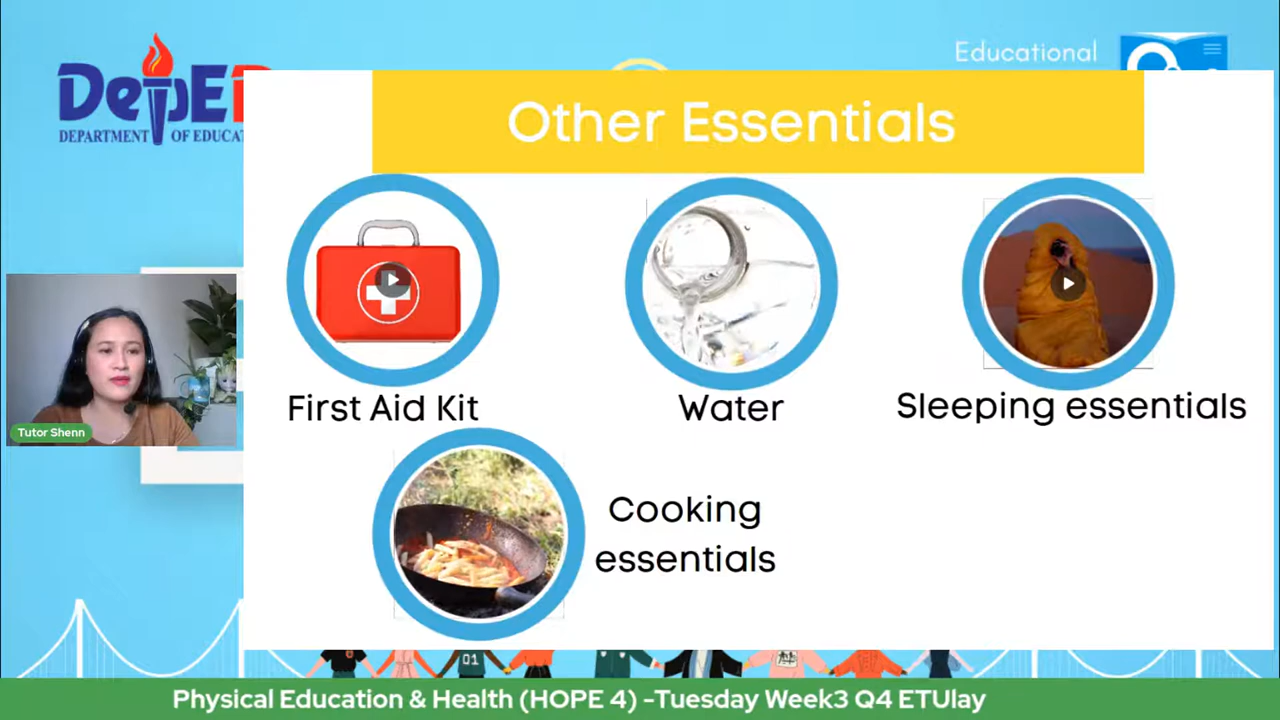 Educational
DepED
DEPARTMENT OF EDUCAT
Other Essentials
First Aid Kit
Water
Sleeping essentials
Cooking
essentials
Tutor Shenn
01
Physical Education & Health (HOPE 4) -Tuesday Week3 Q4 ETUlay